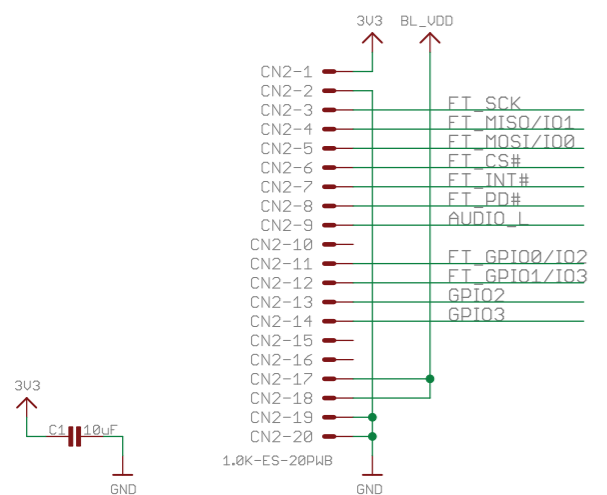 3V3 BL_VDD
CN2-1
CN2-2
CN2-3 FT_SCK
CN2-4 FT_MISO/IO1
CN2-5 FT_MOSI/IO0
CN2-6 FT_CS#
CN2-7 FT_INT#
CN2-8 FT_PD#
CN2-9 AUDIO_L
CN2-10
CN2-11 FT_GPIO0/IO2
CN2-12 FT_GPIO1/IO3
CN2-13 GPIO2
CN2-14 GPIO3
CN2-15
CN2-16
CN2-17
CN2-18
CN2-19
CN2-20
1.0K-ES-20PWB
GND
3V3
C1 10uF
GND